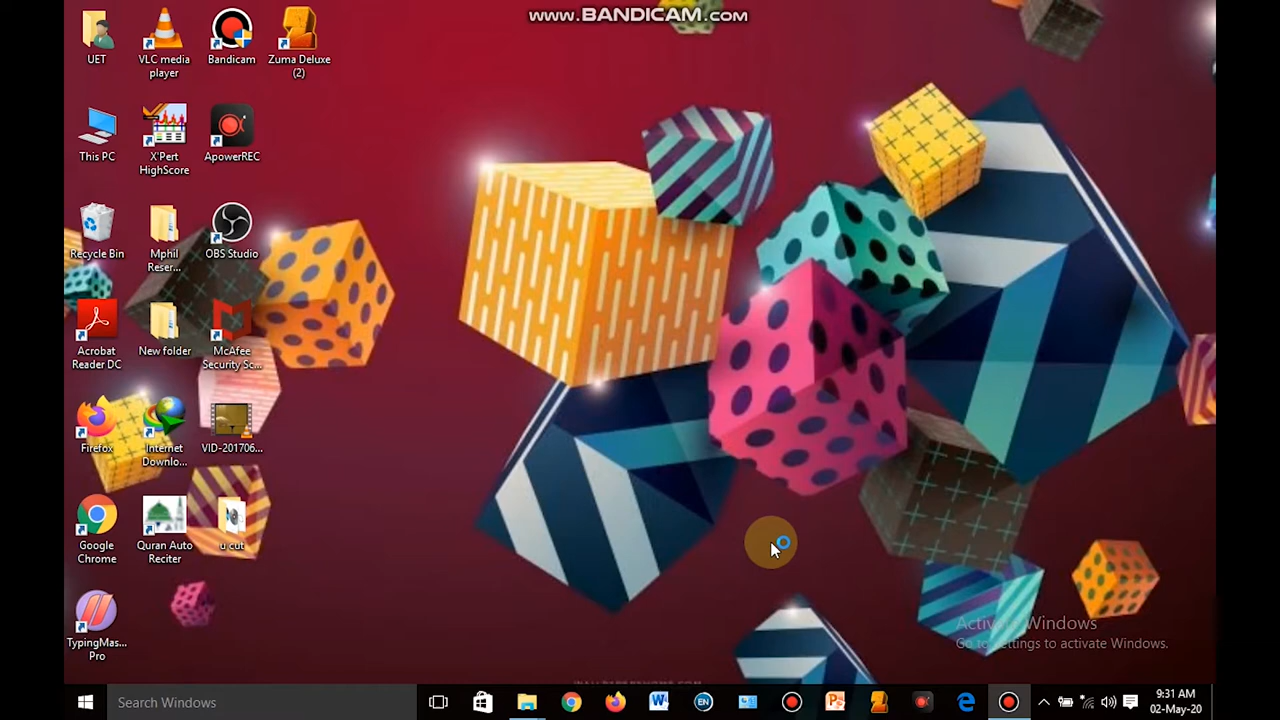 www.BANDICAM.com
UET
VLC media
player
Bandicam
Zuma Deluxe
(2)
This PC
X'Pert
HighScore
ApowerREC
Recycle Bin
Mphil
Reser...
OBS Studio
Acrobat
Reader DC
New folder
McAfee
Security Sc...
Firefox
Internet
Downlo...
VID-201706...
Google
Chrome
Quran Auto
Reciter
u cut
TypingMas...
Pro
Activate Windows
Go to Settings to activate Windows.
Search Windows
EN
9:31 AM
02-May-20